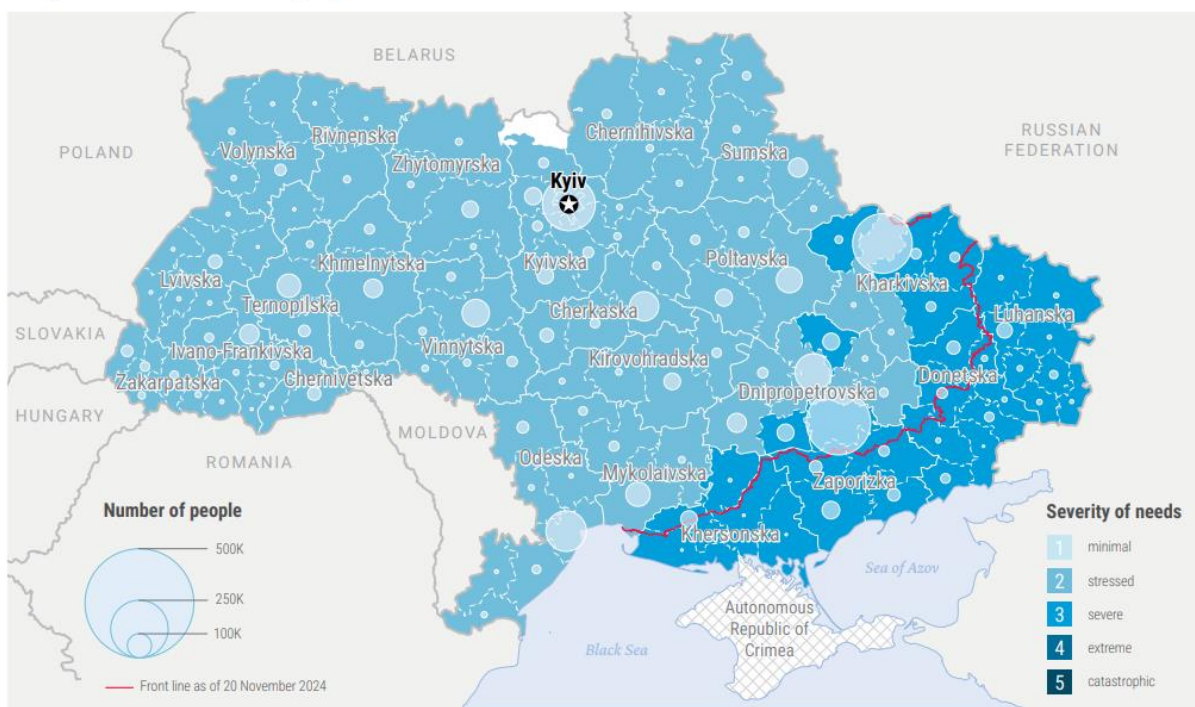 BELARUS
RUSSIAN
FEDERATION
POLAND
Chernihivska
Rivnenska
Volynska
Sumska
Zhytomyrska
Kyiv
Poltavska
Kyivska
Khmelnytska
Lvivska
Kharkivska
Ternopilska
Cherkaska
Luhanska
SLOVAKIA
Ivano-Frankivska
Vinnytska
Kirovohradska
Donetska
Zakarpatska
Chernivetska
Dnipropetrovska
HUNGARY
MOLDOVA
Odeska
ROMANIA
Mykolaivska
Zaporizka
Khersonska
Number of people
500K
250K
100K
Front line as of 20 November 2024
Sea of Azov
Autonomous
Republic of
Crimea
Black Sea
Severity of needs
1 minimal
2 stressed
3 severe
4 extreme
5 catastrophic